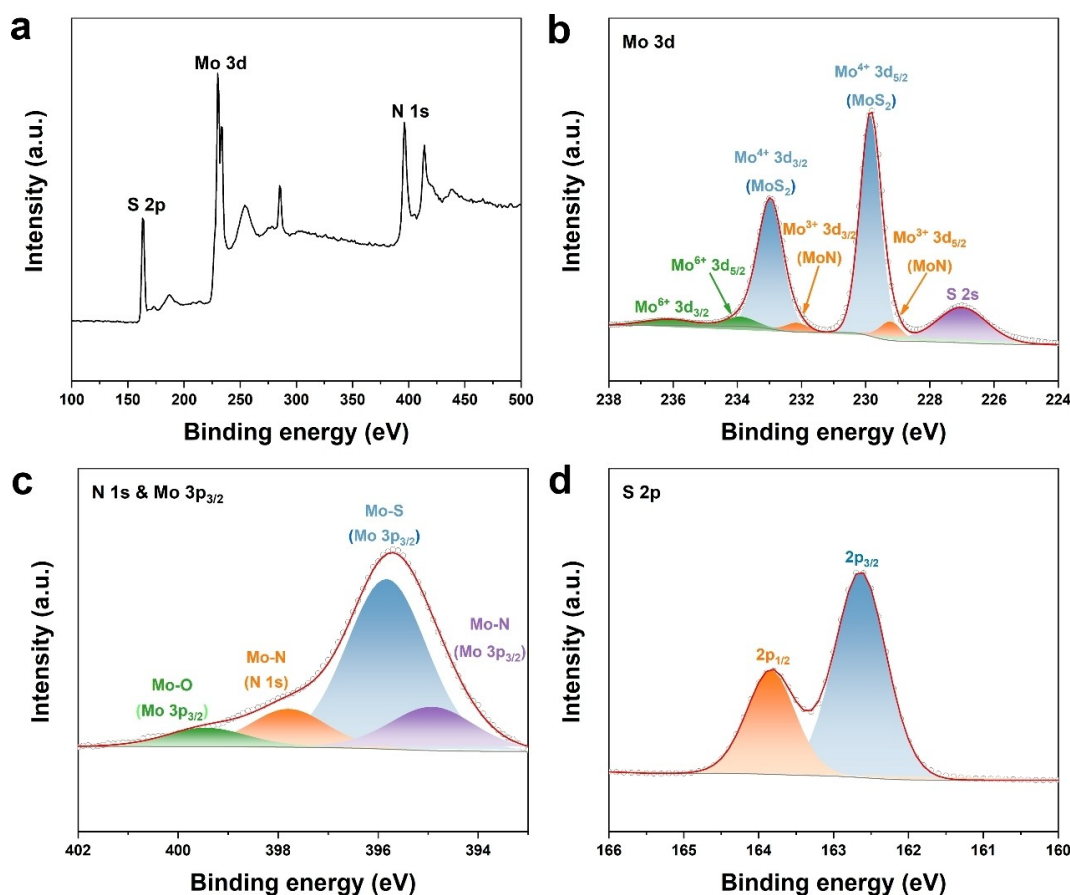 a
Mo 3d
N 1s
S 2p
Intensity (a.u.)
100 150 200 250 300 350 400 450 500
Binding energy (eV)
b
Mo 3d
Mo⁴⁺ 3d₅/₂
(MoS₂)
Mo⁴⁺ 3d₃/₂
(MoS₂)
Mo³⁺ 3d₃/₂
(MoN)
Mo³⁺ 3d₅/₂
(MoN)
Mo⁶⁺ 3d₅/₂
S 2s
Mo⁶⁺ 3d₃/₂
Intensity (a.u.)
238 236 234 232 230 228 226 224
Binding energy (eV)
c
N 1s & Mo 3p₃/₂
Mo-S
(Mo 3p₃/₂)
Mo-N
(Mo 3p₃/₂)
Mo-N
(N 1s)
Mo-O
(Mo 3p₃/₂)
Intensity (a.u.)
402 400 398 396 394
Binding energy (eV)
d
S 2p
2p₃/₂
2p₁/₂
Intensity (a.u.)
166 165 164 163 162 161 160
Binding energy (eV)